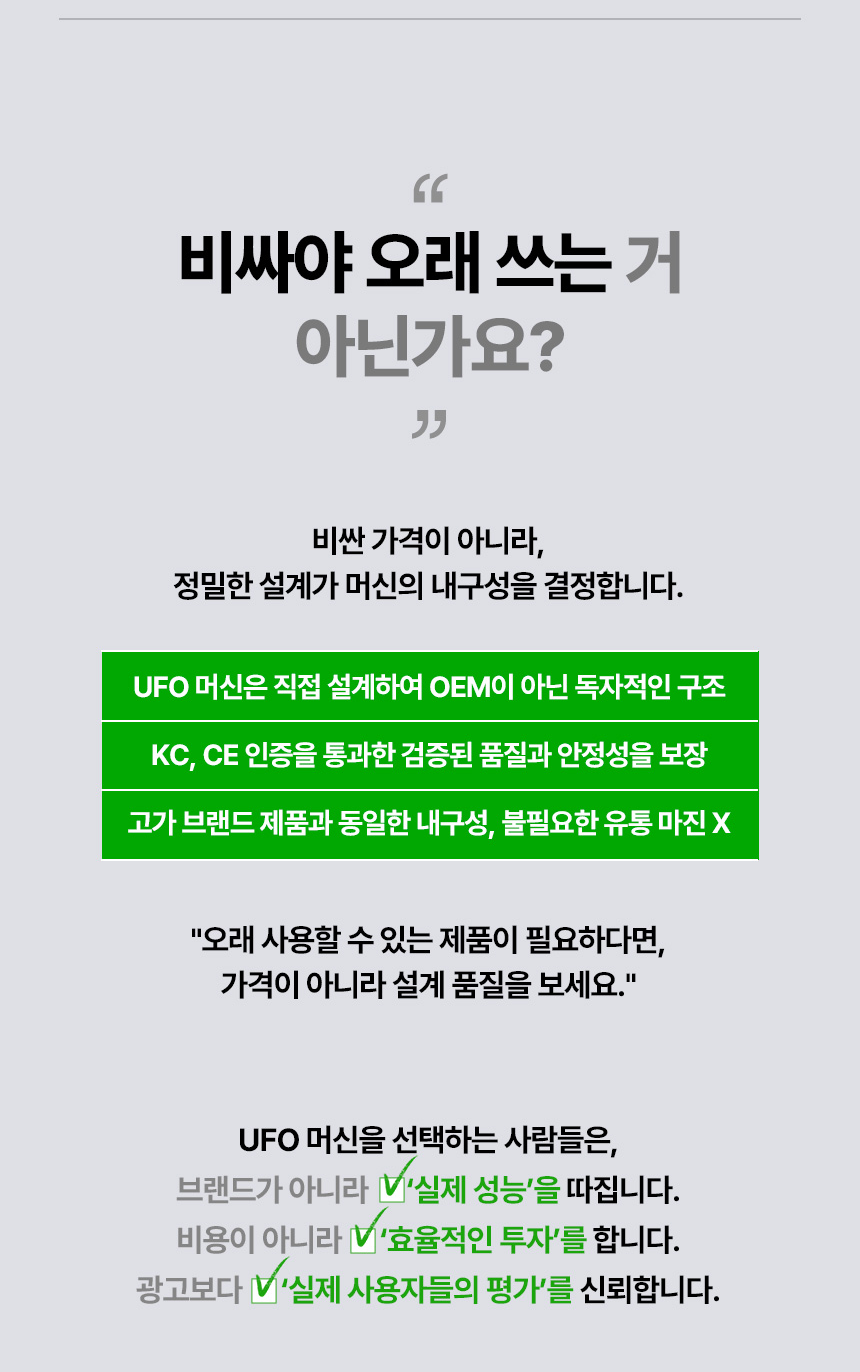 “
비싸야 오래 쓰는 거
아닌가요?
”
비싼 가격이 아니라,
정밀한 설계가 머신의 내구성을 결정합니다.
UFO 머신은 직접 설계하여 OEM이 아닌 독자적인 구조
KC, CE 인증을 통과한 검증된 품질과 안정성을 보장
고가 브랜드 제품과 동일한 내구성, 불필요한 유통 마진 X
"오래 사용할 수 있는 제품이 필요하다면,
가격이 아니라 설계 품질을 보세요."
UFO 머신을 선택하는 사람들은,
브랜드가 아니라 ☑‘실제 성능’을 따집니다.
비용이 아니라 ☑‘효율적인 투자’를 합니다.
광고보다 ☑‘실제 사용자들의 평가’를 신뢰합니다.